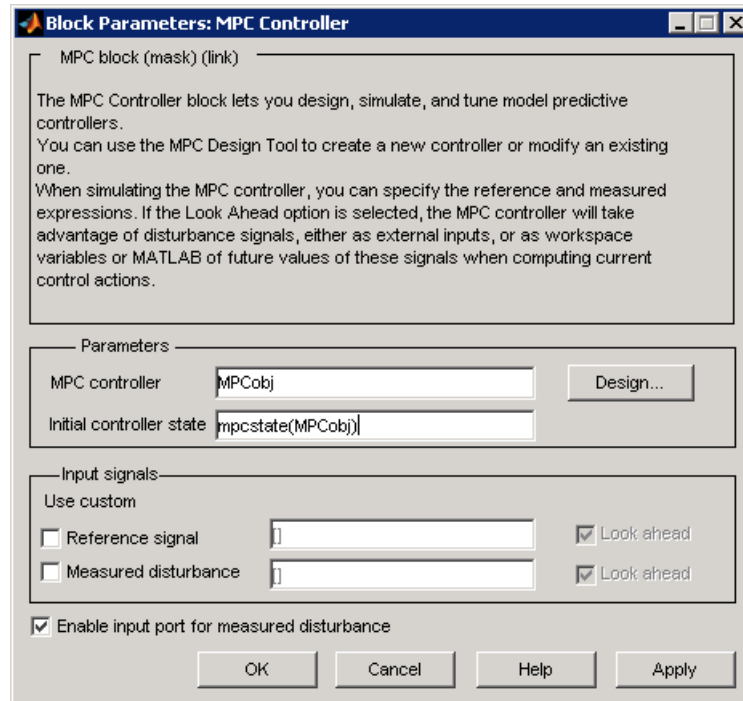 Block Parameters: MPC Controller
MPC block (mask) (link)
The MPC Controller block lets you design, simulate, and tune model predictive
controllers.
You can use the MPC Design Tool to create a new controller or modify an existing
one.
When simulating the MPC controller, you can specify the reference and measured
expressions. If the Look Ahead option is selected, the MPC controller will take
advantage of disturbance signals, either as external inputs, or as workspace
variables or MATLAB of future values of these signals when computing current
control actions.
Parameters
MPC controller MPCobj Design...
Initial controller state mpcstate(MPCobj)
Input signals
Use custom
Reference signal [] Look ahead
Measured disturbance [] Look ahead
Enable input port for measured disturbance
OK Cancel Help Apply